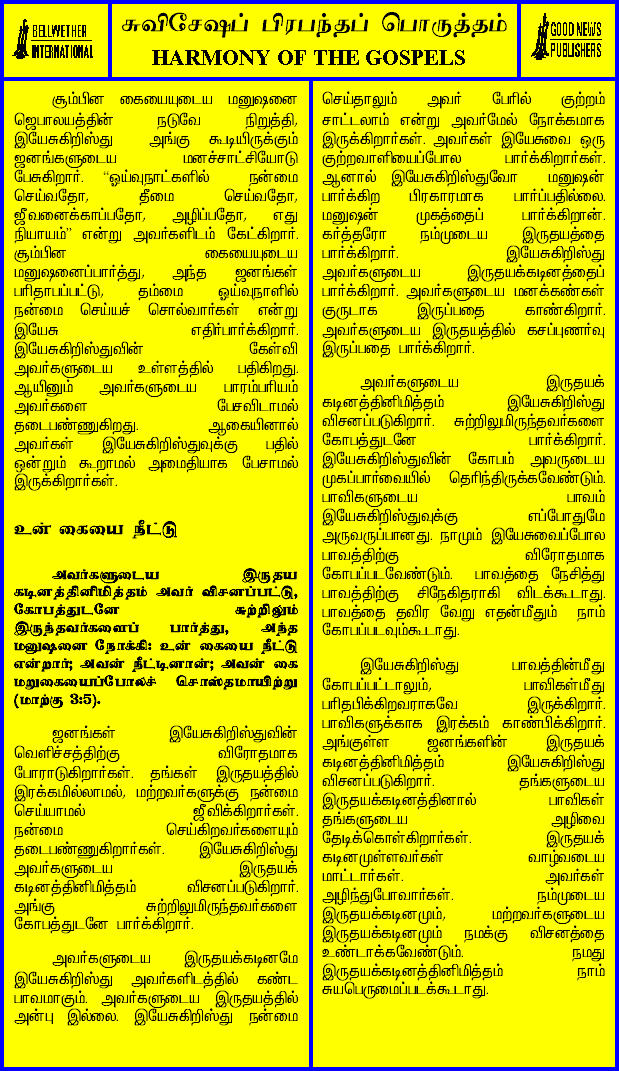 BELLWETHER
INTERNATIONAL
சுவிசேஷப் பிரபந்தப் பொருத்தம்
HARMONY OF THE GOSPELS
GOOD NEWS
PUBLISHERS
சூம்பின கையையுடைய மனுஷனை
ஜெபாலயத்தின் நடுவே நிறுத்தி,
இயேசுகிறிஸ்து அங்கு கூடியிருக்கும்
ஜனங்களுடைய மனச்சாட்சியோடு
பேசுகிறார். “ஓய்வுநாட்களில் நன்மை
செய்வதோ, தீமை செய்வதோ,
ஜீவனைக்காப்பதோ, அழிப்பதோ, எது
நியாயம்” என்று அவர்களிடம் கேட்கிறார்.
சூம்பின கையையுடைய
மனுஷனைப்பார்த்து, அந்த ஜனங்கள்
பரிதாபப்பட்டு, தம்மை ஓய்வுநாளில்
நன்மை செய்யச் சொல்வார்கள் என்று
இயேசு எதிர்பார்க்கிறார்.
இயேசுகிறிஸ்துவின் கேள்வி
அவர்களுடைய உள்ளத்தில் பதிகிறது.
ஆயினும் அவர்களுடைய பாரம்பரியம்
அவர்களை பேசவிடாமல்
தடைபண்ணுகிறது. ஆகையினால்
அவர்கள் இயேசுகிறிஸ்துவுக்கு பதில்
ஒன்றும் கூறாமல் அமைதியாக பேசாமல்
இருக்கிறார்கள்.
உன் கையை நீட்டு
அவர்களுடைய இருதய
கடினத்தினிமித்தம் அவர் விசனப்பட்டு,
கோபத்துடனே சுற்றிலும்
இருந்தவர்களைப் பார்த்து, அந்த
மனுஷனை நோக்கி: உன் கையை நீட்டு
என்றார்; அவன் நீட்டினான்; அவன் கை
மறுகையைப்போலச் சொஸ்தமாயிற்று
(மாற்கு 3:5).
ஜனங்கள் இயேசுகிறிஸ்துவின்
வெளிச்சத்திற்கு விரோதமாக
போராடுகிறார்கள். தங்கள் இருதயத்தில்
இரக்கமில்லாமல், மற்றவர்களுக்கு நன்மை
செய்யாமல் ஜீவிக்கிறார்கள்.
நன்மை செய்கிறவர்களையும்
தடைபண்ணுகிறார்கள். இயேசுகிறிஸ்து
அவர்களுடைய இருதயக்
கடினத்தினிமித்தம் விசனப்படுகிறார்.
அங்கு சுற்றிலுமிருந்தவர்களை
கோபத்துடனே பார்க்கிறார்.
அவர்களுடைய இருதயக்கடினமே
இயேசுகிறிஸ்து அவர்களிடத்தில் கண்ட
பாவமாகும். அவர்களுடைய இருதயத்தில்
அன்பு இல்லை. இயேசுகிறிஸ்து நன்மை
செய்தாலும் அவர் பேரில் குற்றம்
சாட்டலாம் என்று அவர்மேல் நோக்கமாக
இருக்கிறார்கள். அவர்கள் இயேசுவை ஒரு
குற்றவாளியைப்போல பார்க்கிறார்கள்.
ஆனால் இயேசுகிறிஸ்துவோ மனுஷன்
பார்க்கிற பிரகாரமாக பார்ப்பதில்லை.
மனுஷன் முகத்தைப் பார்க்கிறான்.
கர்த்தரோ நம்முடைய இருதயத்தை
பார்க்கிறார். இயேசுகிறிஸ்து
அவர்களுடைய இருதயக்கடினத்தைப்
பார்க்கிறார். அவர்களுடைய மனக்கண்கள்
குருடாக இருப்பதை காண்கிறார்.
அவர்களுடைய இருதயத்தில் கசப்புணர்வு
இருப்பதை பார்க்கிறார்.
அவர்களுடைய இருதயக்
கடினத்தினிமித்தம் இயேசுகிறிஸ்து
விசனப்படுகிறார். சுற்றிலுமிருந்தவர்களை
கோபத்துடனே பார்க்கிறார்.
இயேசுகிறிஸ்துவின் கோபம் அவருடைய
முகப்பார்வையில் தெரிந்திருக்கவேண்டும்.
பாவிகளுடைய பாவம்
இயேசுகிறிஸ்துவுக்கு எப்போதுமே
அருவருப்பானது. நாமும் இயேசுவைப்போல
பாவத்திற்கு விரோதமாக
கோபப்படவேண்டும். பாவத்தை நேசித்து
பாவத்திற்கு சிநேகிதராகி விடக்கூடாது.
பாவத்தை தவிர வேறு எதன்மீதும் நாம்
கோபப்படவும்கூடாது.
இயேசுகிறிஸ்து பாவத்தின்மீது
கோபப்பட்டாலும், பாவிகள்மீது
பரிதபிக்கிறவராகவே இருக்கிறார்.
பாவிகளுக்காக இரக்கம் காண்பிக்கிறார்.
அங்குள்ள ஜனங்களின் இருதயக்
கடினத்தினிமித்தம் இயேசுகிறிஸ்து
விசனப்படுகிறார். தங்களுடைய
இருதயக்கடினத்தினால் பாவிகள்
தங்களுடைய அழிவை
தேடிக்கொள்கிறார்கள். இருதயக்
கடினமுள்ளவர்கள் வாழ்வடைய
மாட்டார்கள். அவர்கள்
அழிந்துபோவார்கள். நம்முடைய
இருதயக்கடினமும், மற்றவர்களுடைய
இருதயக்கடினமும் நமக்கு விசனத்தை
உண்டாக்கவேண்டும். நமது
இருதயக்கடினத்தினிமித்தம் நாம்
சுயபெருமைப்படக்கூடாது.